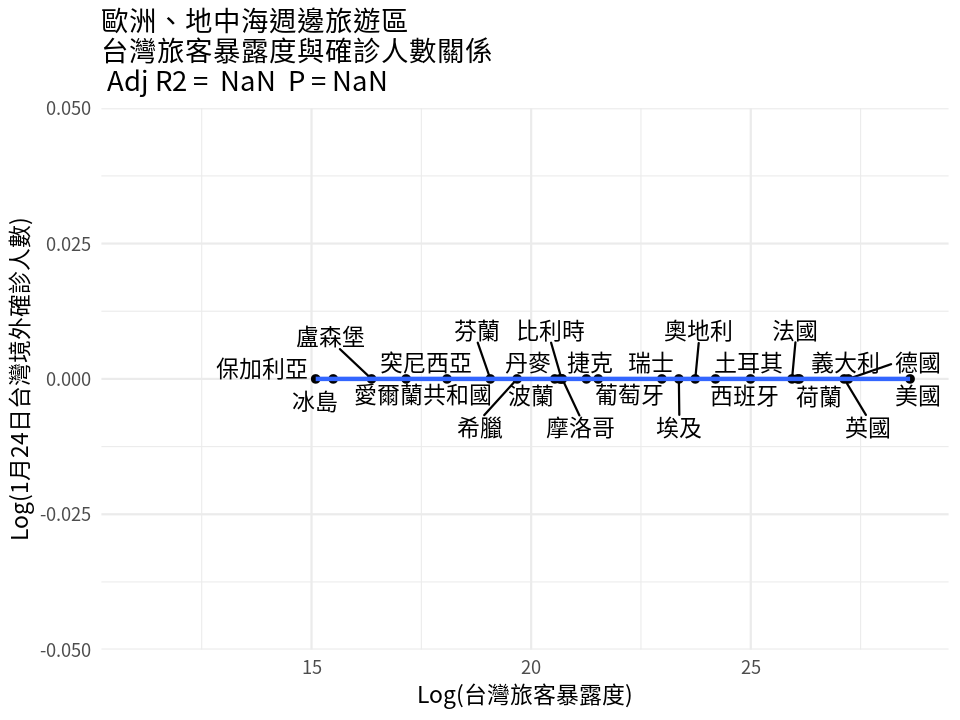 歐洲、地中海週邊旅遊區
台灣旅客暴露度與確診人數關係
Adj R2 = NaN P = NaN
Log(1月24日台灣境外確診人數)
0.050
0.025
0.000
-0.025
-0.050
盧森堡
芬蘭
比利時
奧地利
法國
保加利亞
突尼西亞
丹麥
捷克
瑞士
土耳其
義大利
德國
冰島
愛爾蘭共和國
波蘭
葡萄牙
西班牙
荷蘭
美國
希臘
摩洛哥
埃及
英國
15
20
25
Log(台灣旅客暴露度)